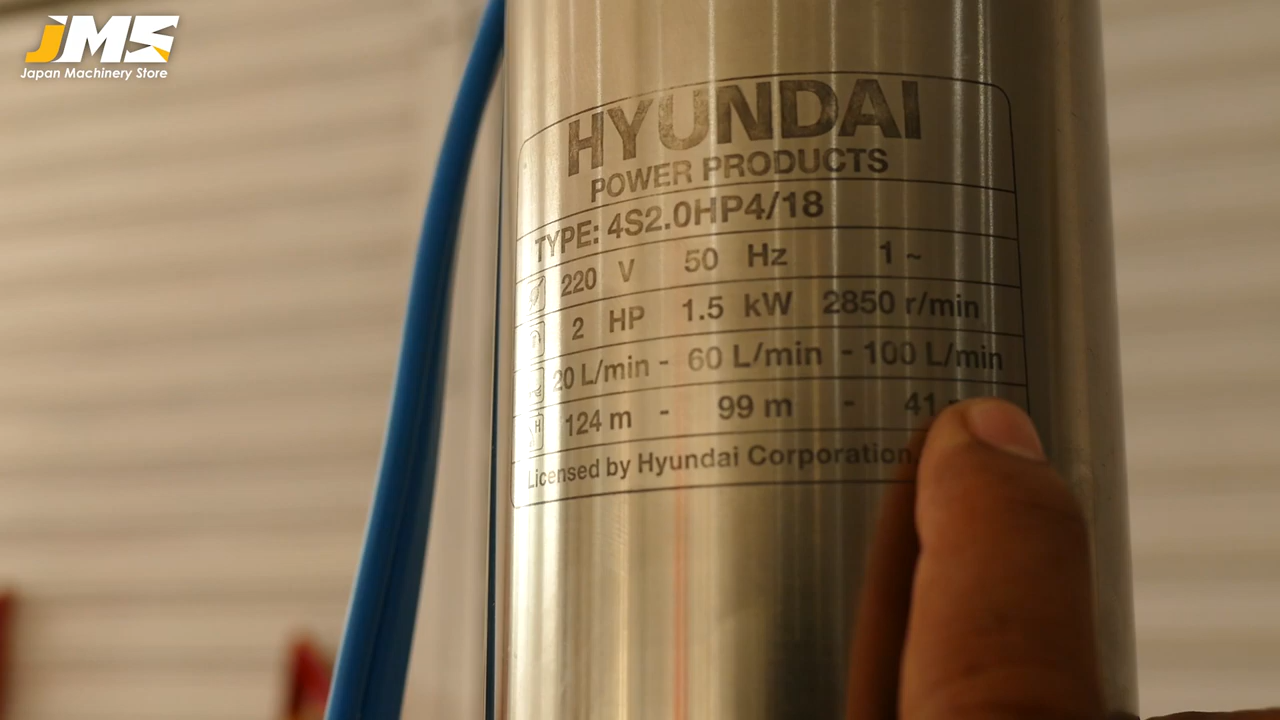 JMS
Japan Machinery Store
HYUNDAI
POWER PRODUCTS
TYPE: 4S2.0HP4/18
220 V 50 Hz 1 ~
2 HP 1.5 kW 2850 r/min
20 L/min - 60 L/min - 100 L/min
H 124 m - 99 m - 41
Licensed by Hyundai Corporation